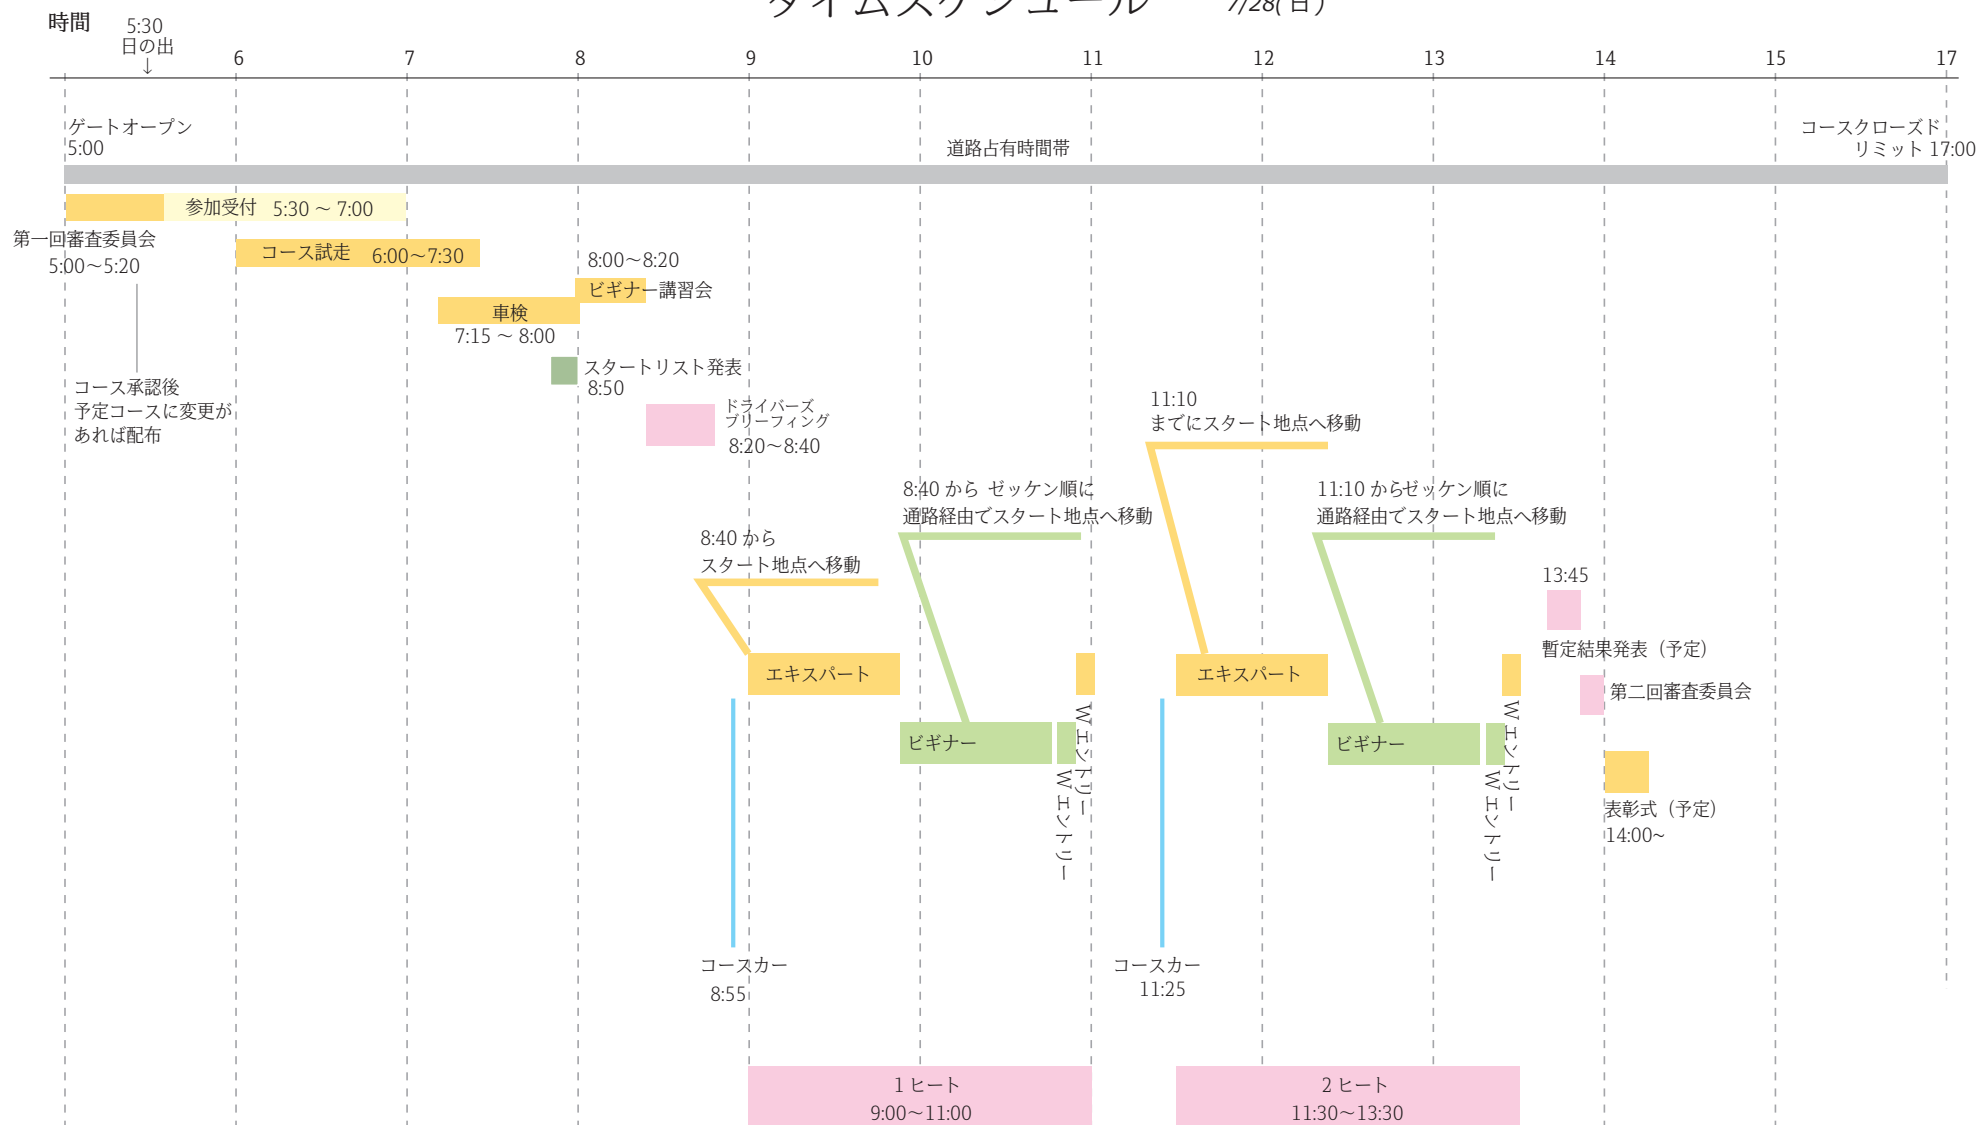 タイムスケジュール 7/28(日)
時間
5:30
日の出
↓
6 7 8 9 10 11 12 13 14 15 17
ゲートオープン
5:00
道路占有時間帯
コースクローズド
リミット 17:00
参加受付 5:30 ～ 7:00
第一回審査委員会
5:00～5:20
コース試走 6:00～7:30
8:00～8:20
ビギナー講習会
車検
7:15 ～ 8:00
スタートリスト発表
8:50
コース承認後
予定コースに変更が
あれば配布
ドライバーズ
ブリーフィング
8:20～8:40
11:10
までにスタート地点へ移動
8:40 から ゼッケン順に
通路経由でスタート地点へ移動
11:10 からゼッケン順に
通路経由でスタート地点へ移動
8:40 から
スタート地点へ移動
13:45
暫定結果発表（予定）
エキスパート
エキスパート
第二回審査委員会
ビギナー
W エントリー
W エントリー
ビギナー
W エントリー
W エントリー
表彰式（予定）
14:00~
コースカー
8:55
コースカー
11:25
1 ヒート
9:00～11:00
2 ヒート
11:30～13:30